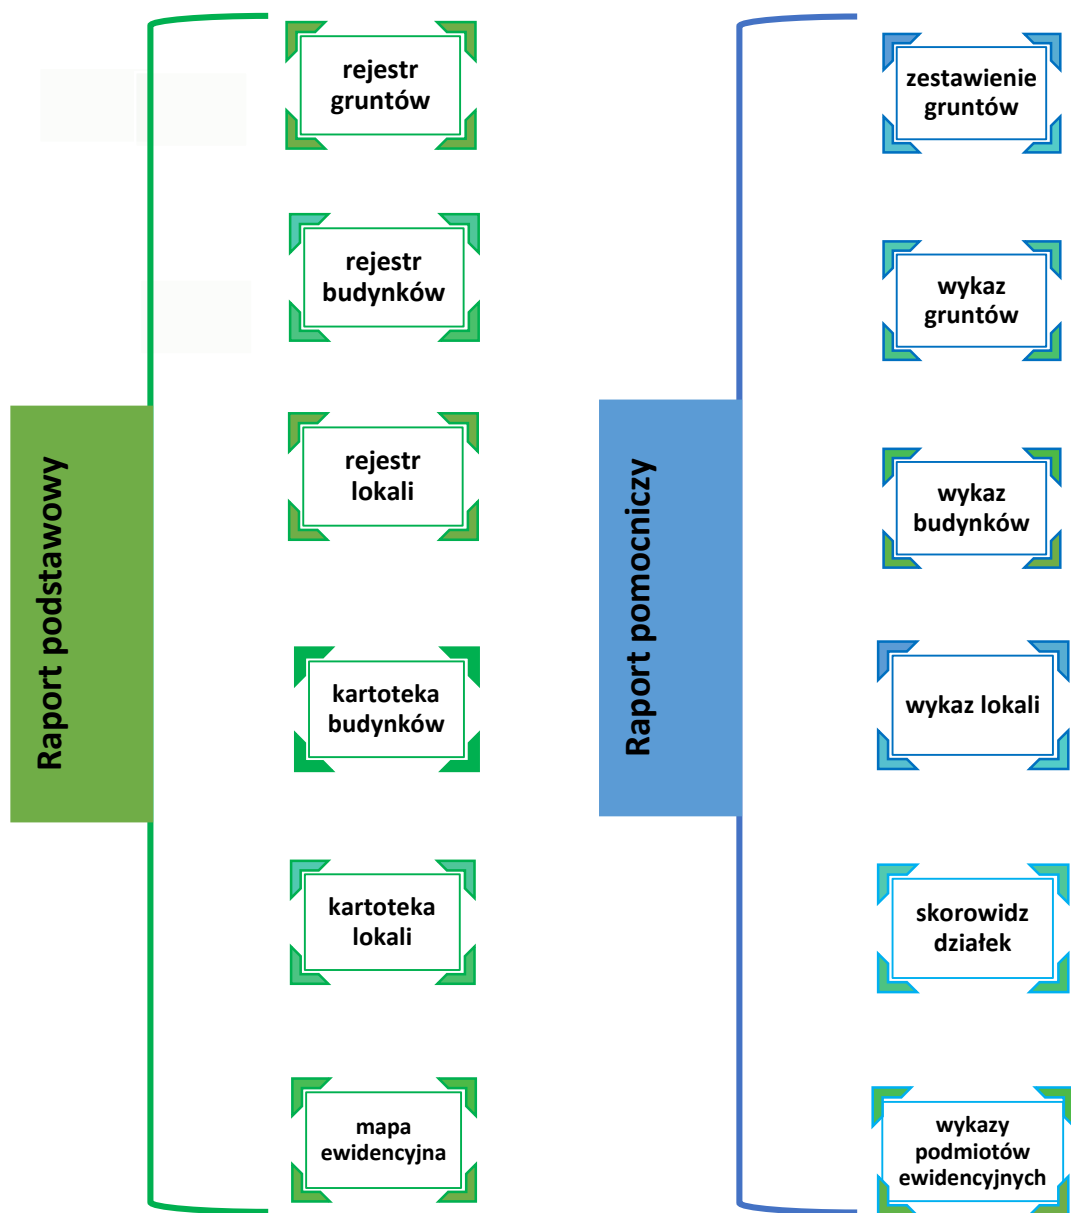 Raport podstawowy
rejestr
gruntów
rejestr
budynków
rejestr
lokali
kartoteka
budynków
kartoteka
lokali
mapa
ewidencyjna
Raport pomocniczy
zestawienie
gruntów
wykaz
gruntów
wykaz
budynków
wykaz lokali
skorowidz
działek
wykazy
podmiotów
ewidencyjnych